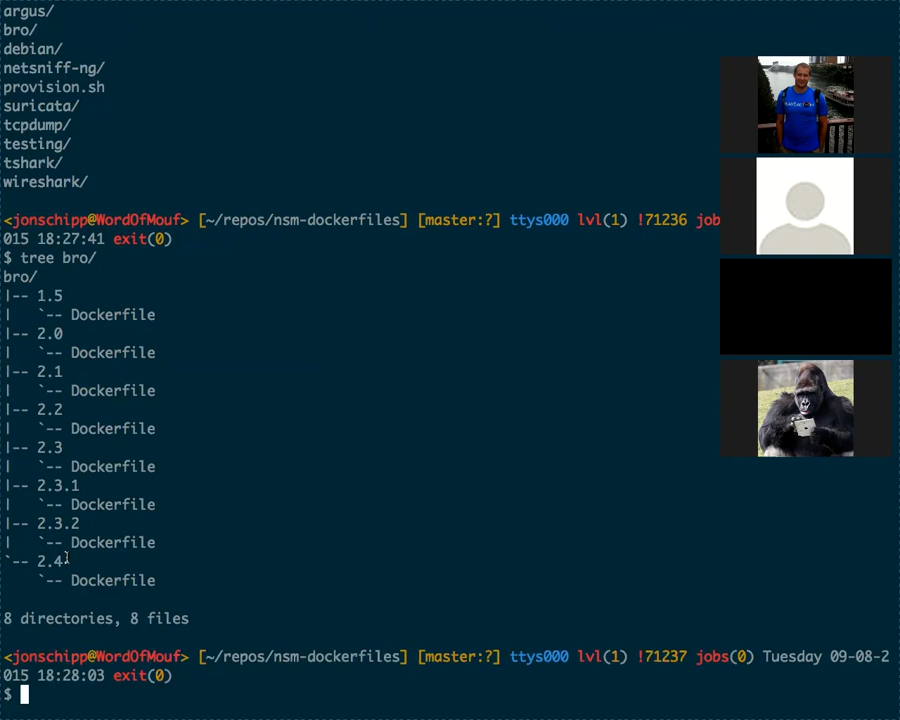 argus/
bro/
debian/
netsniff-ng/
provision.sh
suricata/
tcpdump/
testing/
tshark/
wireshark/
<jonschipp@WordOfMouf> [~/repos/nsm-dockerfiles] [master:?] ttys000 lvl(1) !71236 job
015 18:27:41 exit(0)
$ tree bro/
bro/
|-- 1.5
|   `-- Dockerfile
|-- 2.0
|   `-- Dockerfile
|-- 2.1
|   `-- Dockerfile
|-- 2.2
|   `-- Dockerfile
|-- 2.3
|   `-- Dockerfile
|-- 2.3.1
|   `-- Dockerfile
|-- 2.3.2
|   `-- Dockerfile
`-- 2.4
    `-- Dockerfile
8 directories, 8 files
<jonschipp@WordOfMouf> [~/repos/nsm-dockerfiles] [master:?] ttys000 lvl(1) !71237 jobs(0) Tuesday 09-08-2
015 18:28:03 exit(0)
$